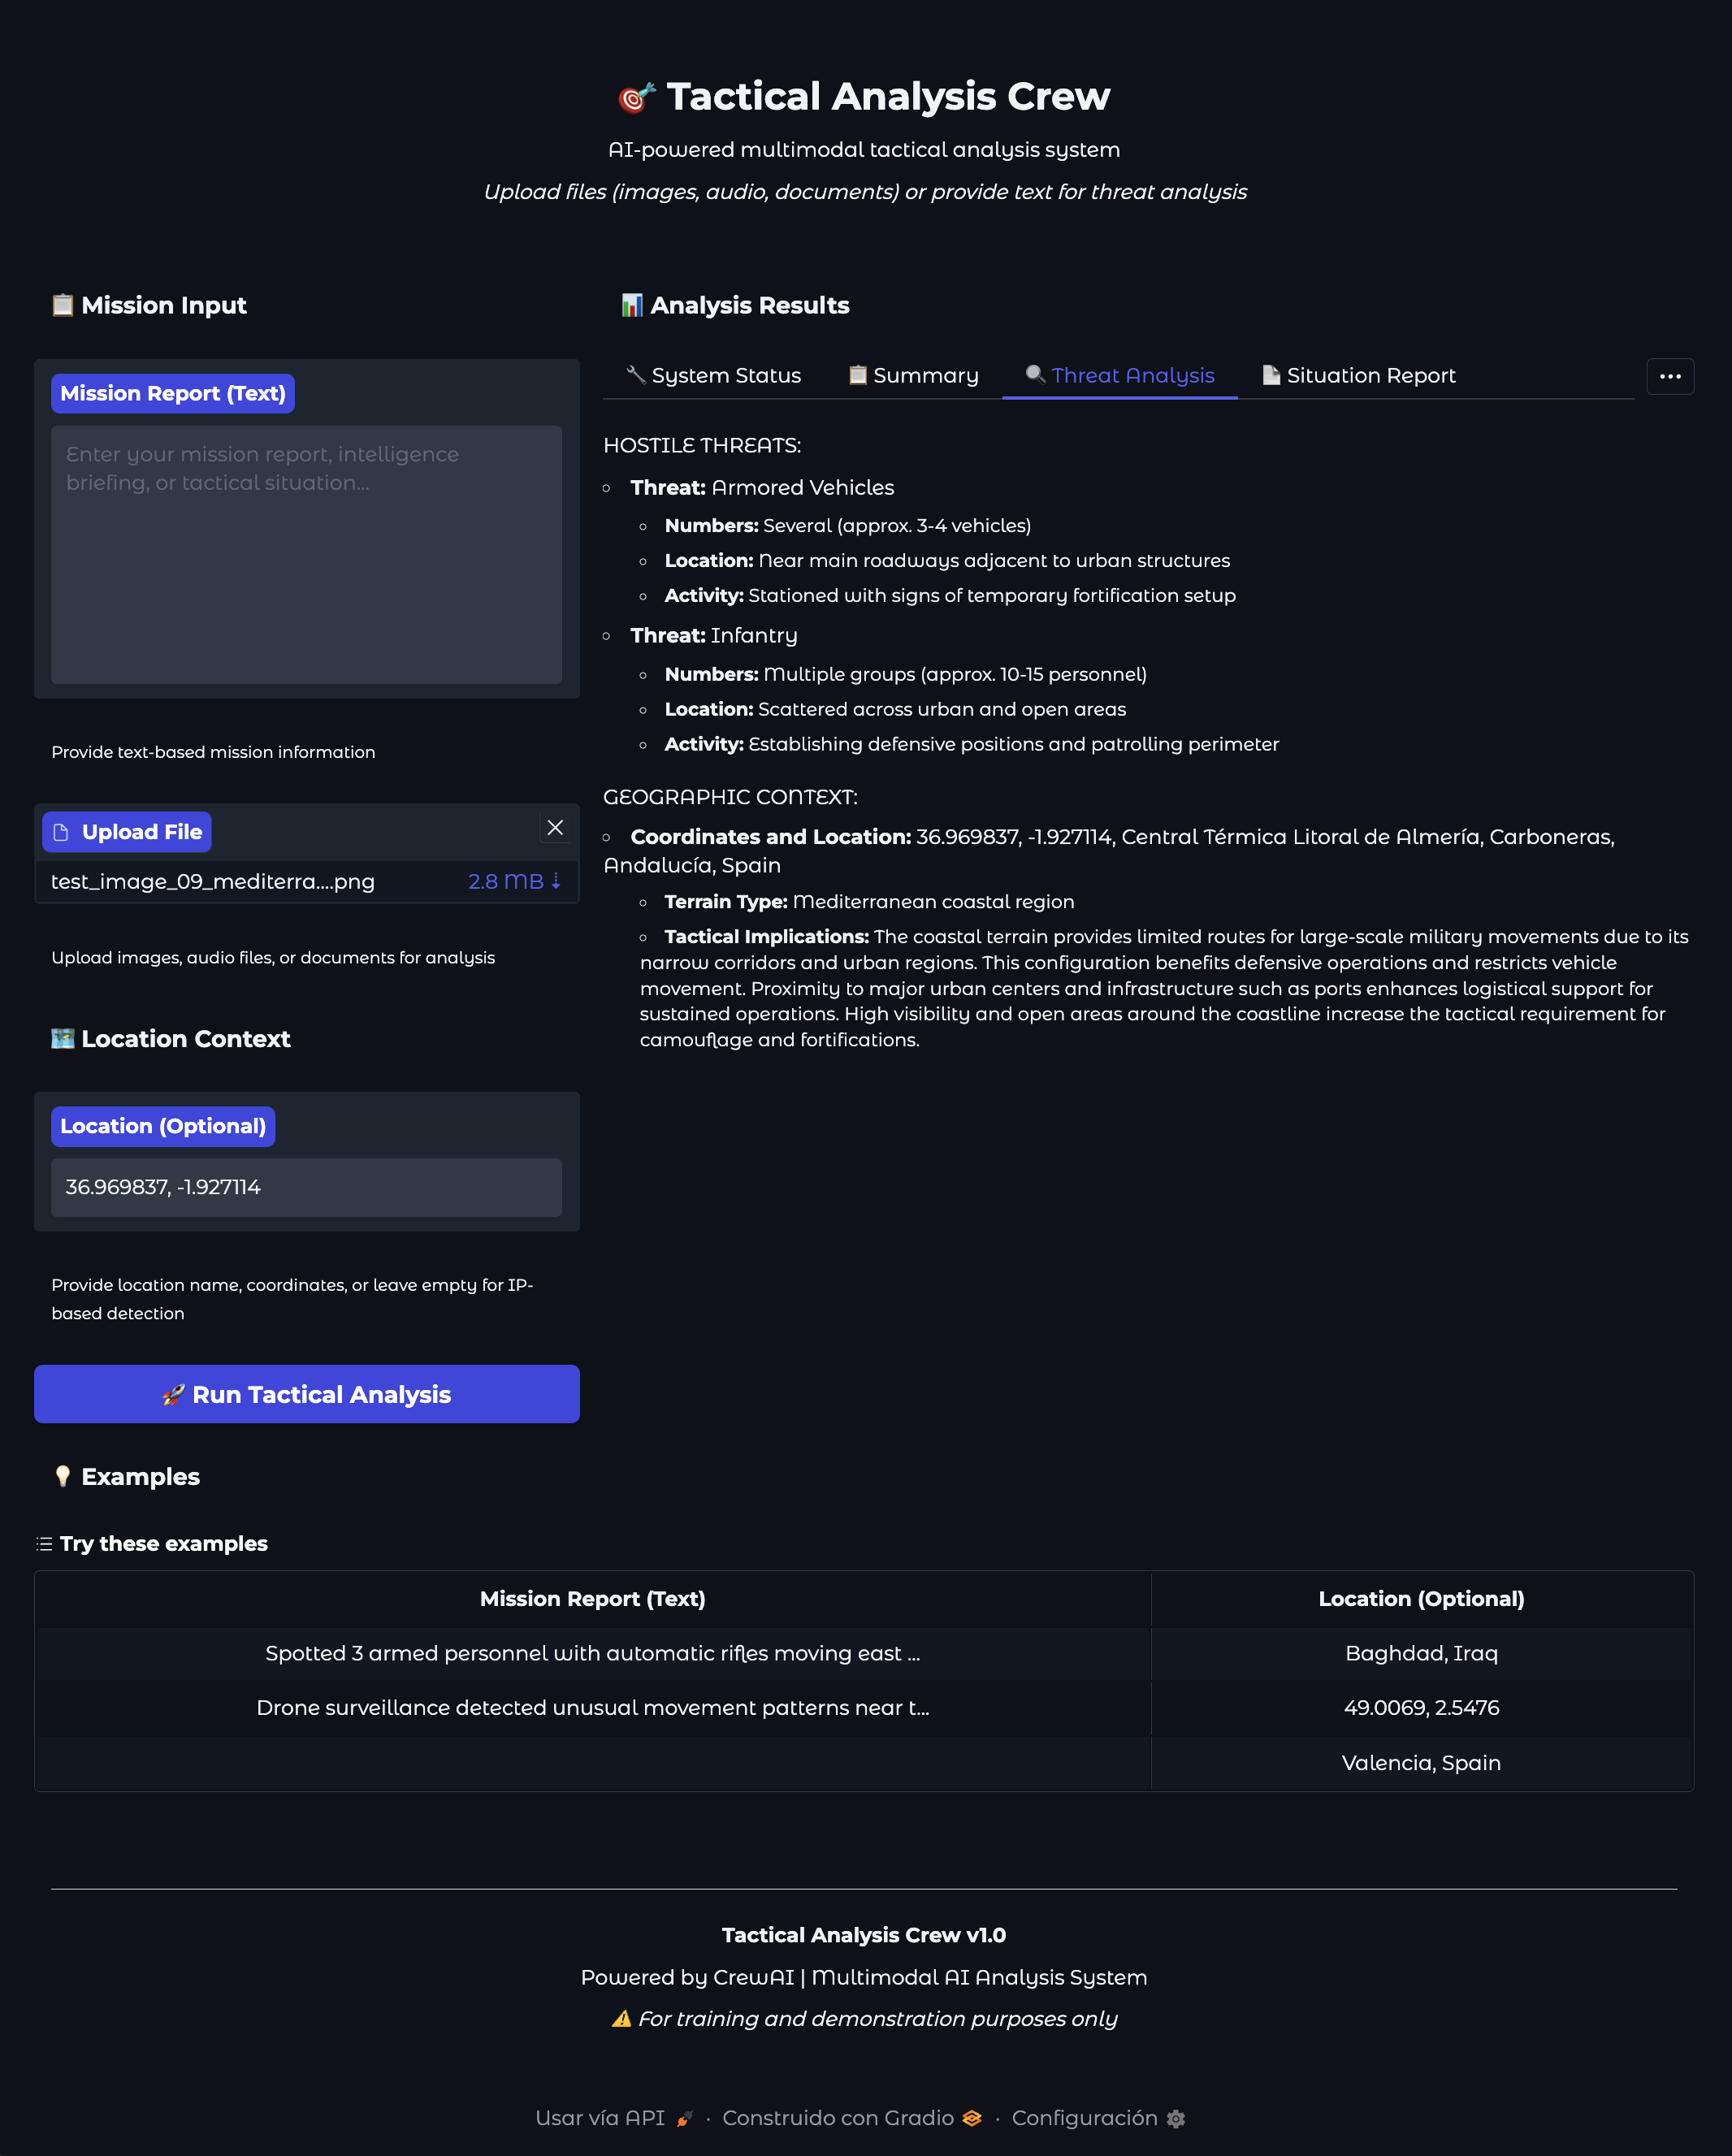 🎯 Tactical Analysis Crew
AI-powered multimodal tactical analysis system
Upload files (images, audio, documents) or provide text for threat analysis
📋 Mission Input
Mission Report (Text)
Enter your mission report, intelligence
briefing, or tactical situation...
Provide text-based mission information
Upload File
test_image_09_mediterra....png
2.8 MB ⇣
Upload images, audio files, or documents for analysis
🗺️ Location Context
Location (Optional)
36.969837, -1.927114
Provide location name, coordinates, or leave empty for IP-
based detection
🚀 Run Tactical Analysis
📊 Analysis Results
🔧 System Status
📋 Summary
🔍 Threat Analysis
📄 Situation Report
HOSTILE THREATS:
Threat: Armored Vehicles
Numbers: Several (approx. 3-4 vehicles)
Location: Near main roadways adjacent to urban structures
Activity: Stationed with signs of temporary fortification setup
Threat: Infantry
Numbers: Multiple groups (approx. 10-15 personnel)
Location: Scattered across urban and open areas
Activity: Establishing defensive positions and patrolling perimeter
GEOGRAPHIC CONTEXT:
Coordinates and Location: 36.969837, -1.927114, Central Térmica Litoral de Almería, Carboneras,
Andalucía, Spain
Terrain Type: Mediterranean coastal region
Tactical Implications: The coastal terrain provides limited routes for large-scale military movements due to its
narrow corridors and urban regions. This configuration benefits defensive operations and restricts vehicle
movement. Proximity to major urban centers and infrastructure such as ports enhances logistical support for
sustained operations. High visibility and open areas around the coastline increase the tactical requirement for
camouflage and fortifications.
💡 Examples
Try these examples
Mission Report (Text)
Location (Optional)
Spotted 3 armed personnel with automatic rifles moving east ...
Baghdad, Iraq
Drone surveillance detected unusual movement patterns near t...
49.0069, 2.5476
Valencia, Spain
Tactical Analysis Crew v1.0
Powered by CrewAI | Multimodal AI Analysis System
⚠️ For training and demonstration purposes only
Usar vía API 🚀 · Construido con Gradio · Configuración ⚙️